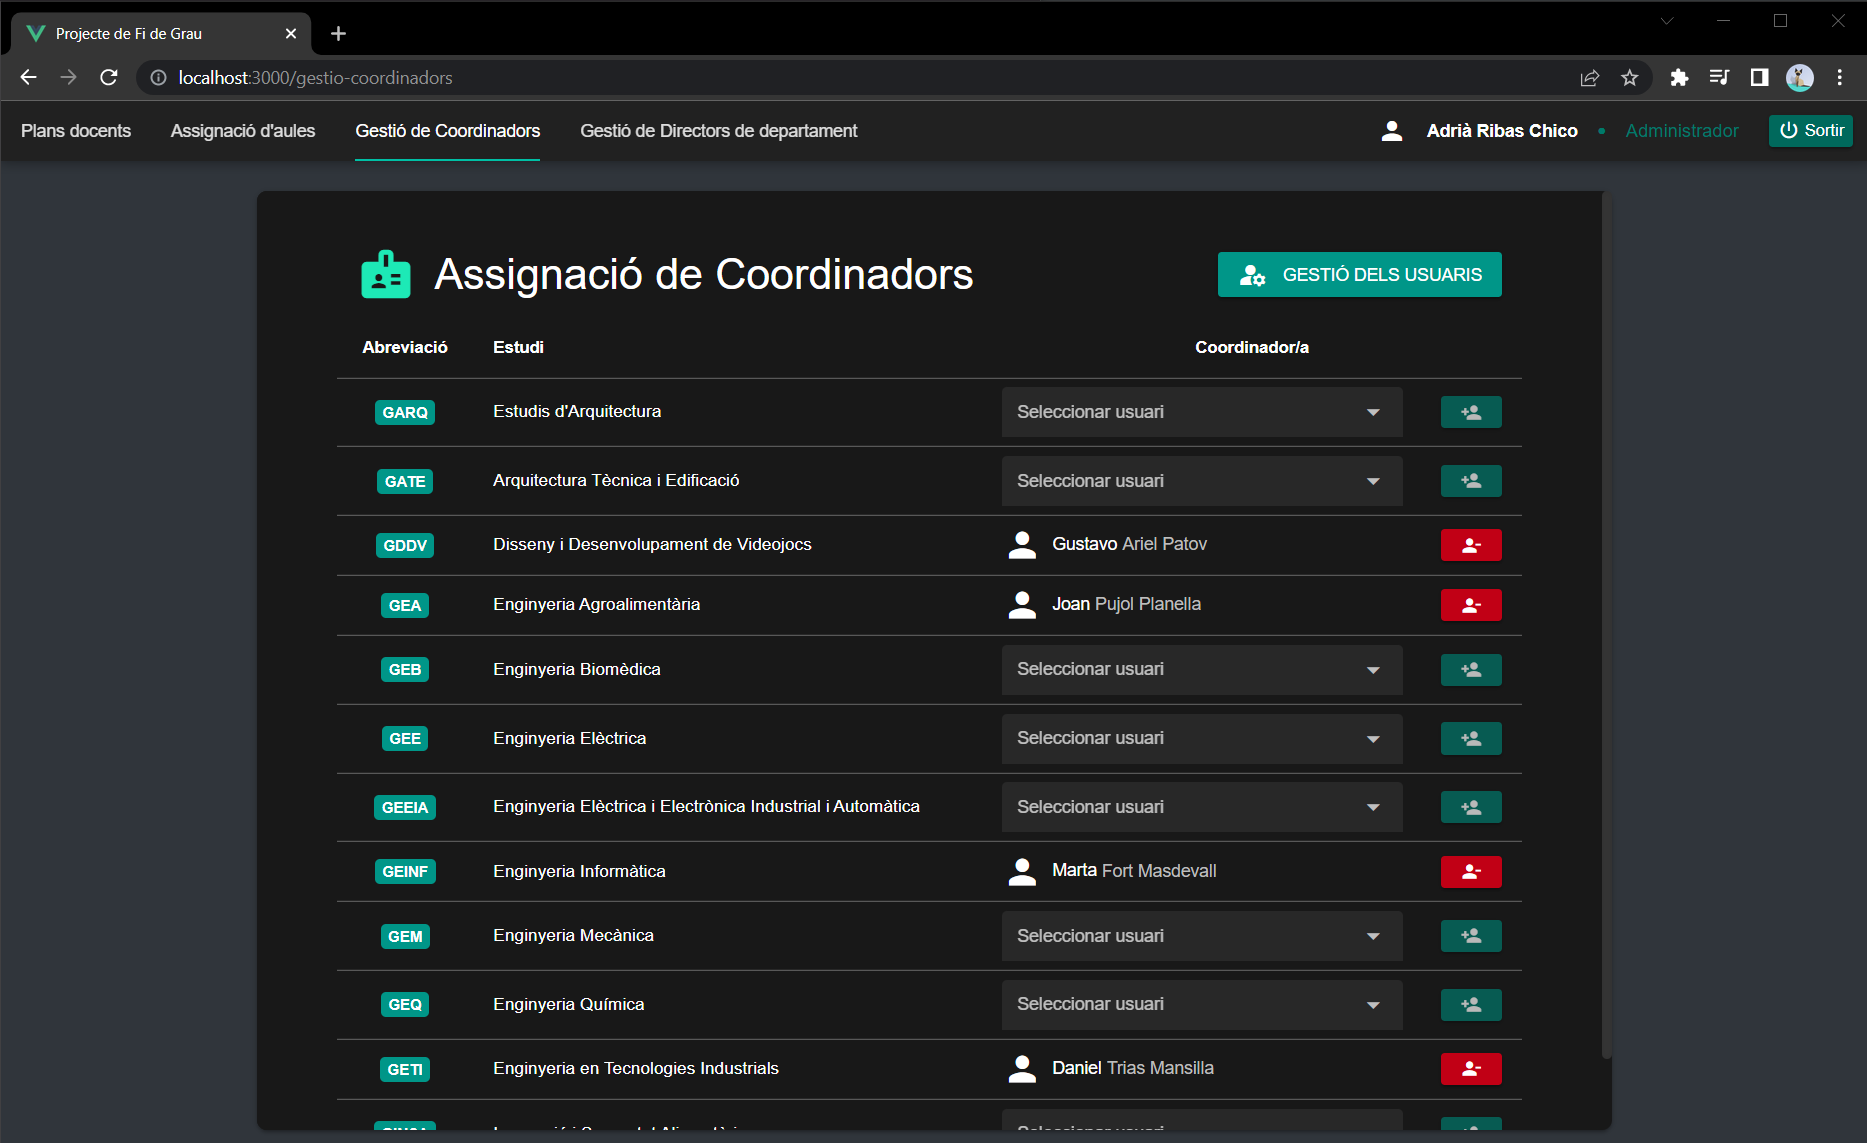 Projecte de Fi de Grau
localhost:3000/gestio-coordinadors
Plans docents Assignació d'aules Gestió de Coordinadors Gestió de Directors de departament Adrià Ribas Chico • Administrador Sortir
Assignació de Coordinadors GESTIÓ DELS USUARIS
Abreviació Estudi Coordinador/a
GARQ Estudis d'Arquitectura Seleccionar usuari
GATE Arquitectura Tècnica i Edificació Seleccionar usuari
GDDV Disseny i Desenvolupament de Videojocs Gustavo Ariel Patov
GEA Enginyeria Agroalimentària Joan Pujol Planella
GEB Enginyeria Biomèdica Seleccionar usuari
GEE Enginyeria Elèctrica Seleccionar usuari
GEEIA Enginyeria Elèctrica i Electrònica Industrial i Automàtica Seleccionar usuari
GEINF Enginyeria Informàtica Marta Fort Masdevall
GEM Enginyeria Mecànica Seleccionar usuari
GEQ Enginyeria Química Seleccionar usuari
GETI Enginyeria en Tecnologies Industrials Daniel Trias Mansilla